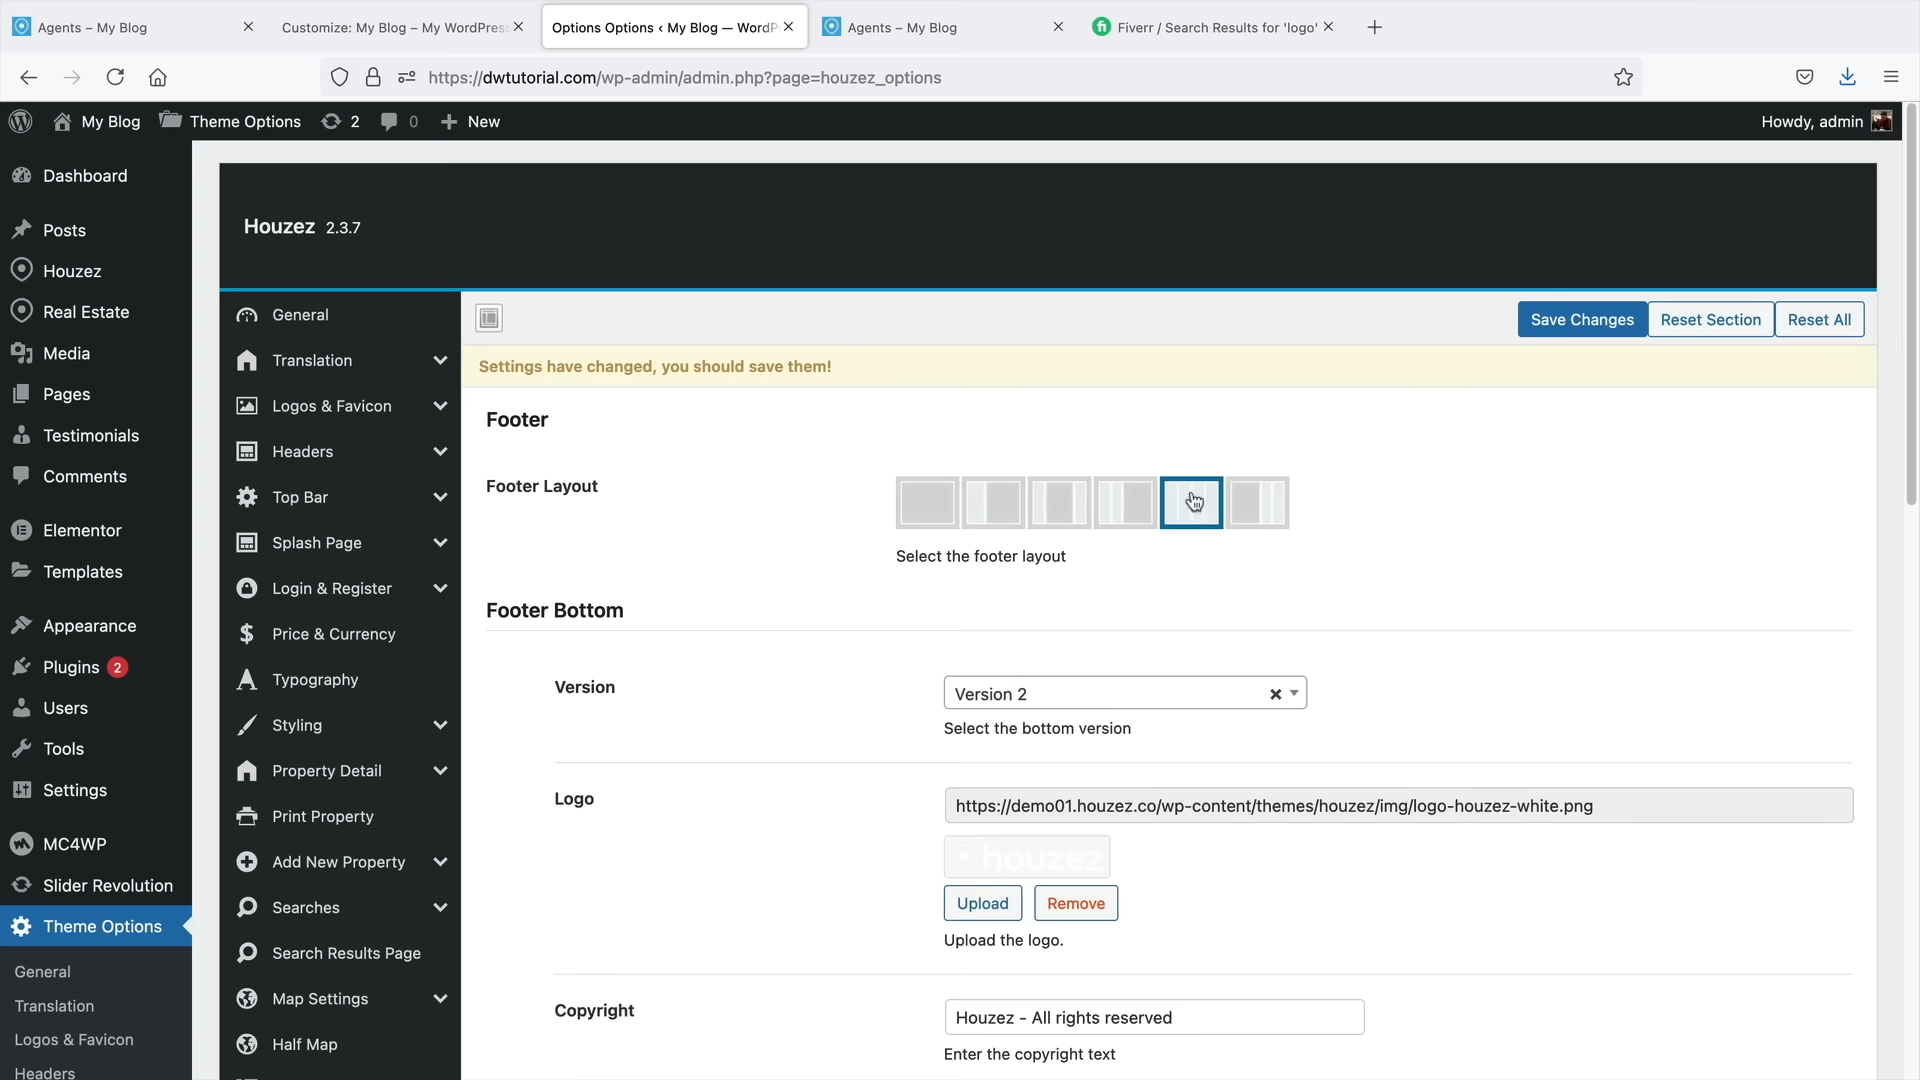 Agents – My Blog
Customize: My Blog – My WordPress
Options Options ‹ My Blog — WordP
Agents – My Blog
Fiverr / Search Results for 'logo'
https://dwtutorial.com/wp-admin/admin.php?page=houzez_options
My Blog
Theme Options
2
0
New
Howdy, admin
Dashboard
Posts
Houzez
Real Estate
Media
Pages
Testimonials
Comments
Elementor
Templates
Appearance
Plugins 2
Users
Tools
Settings
MC4WP
Slider Revolution
Theme Options
General
Translation
Logos & Favicon
Headers
Houzez 2.3.7
General
Translation
Logos & Favicon
Headers
Top Bar
Splash Page
Login & Register
Price & Currency
Typography
Styling
Property Detail
Print Property
Add New Property
Searches
Search Results Page
Map Settings
Half Map
Save Changes
Reset Section
Reset All
Settings have changed, you should save them!
Footer
Footer Layout
Select the footer layout
Footer Bottom
Version
Version 2
Select the bottom version
Logo
https://demo01.houzez.co/wp-content/themes/houzez/img/logo-houzez-white.png
houzez
Upload
Remove
Upload the logo.
Copyright
Houzez - All rights reserved
Enter the copyright text